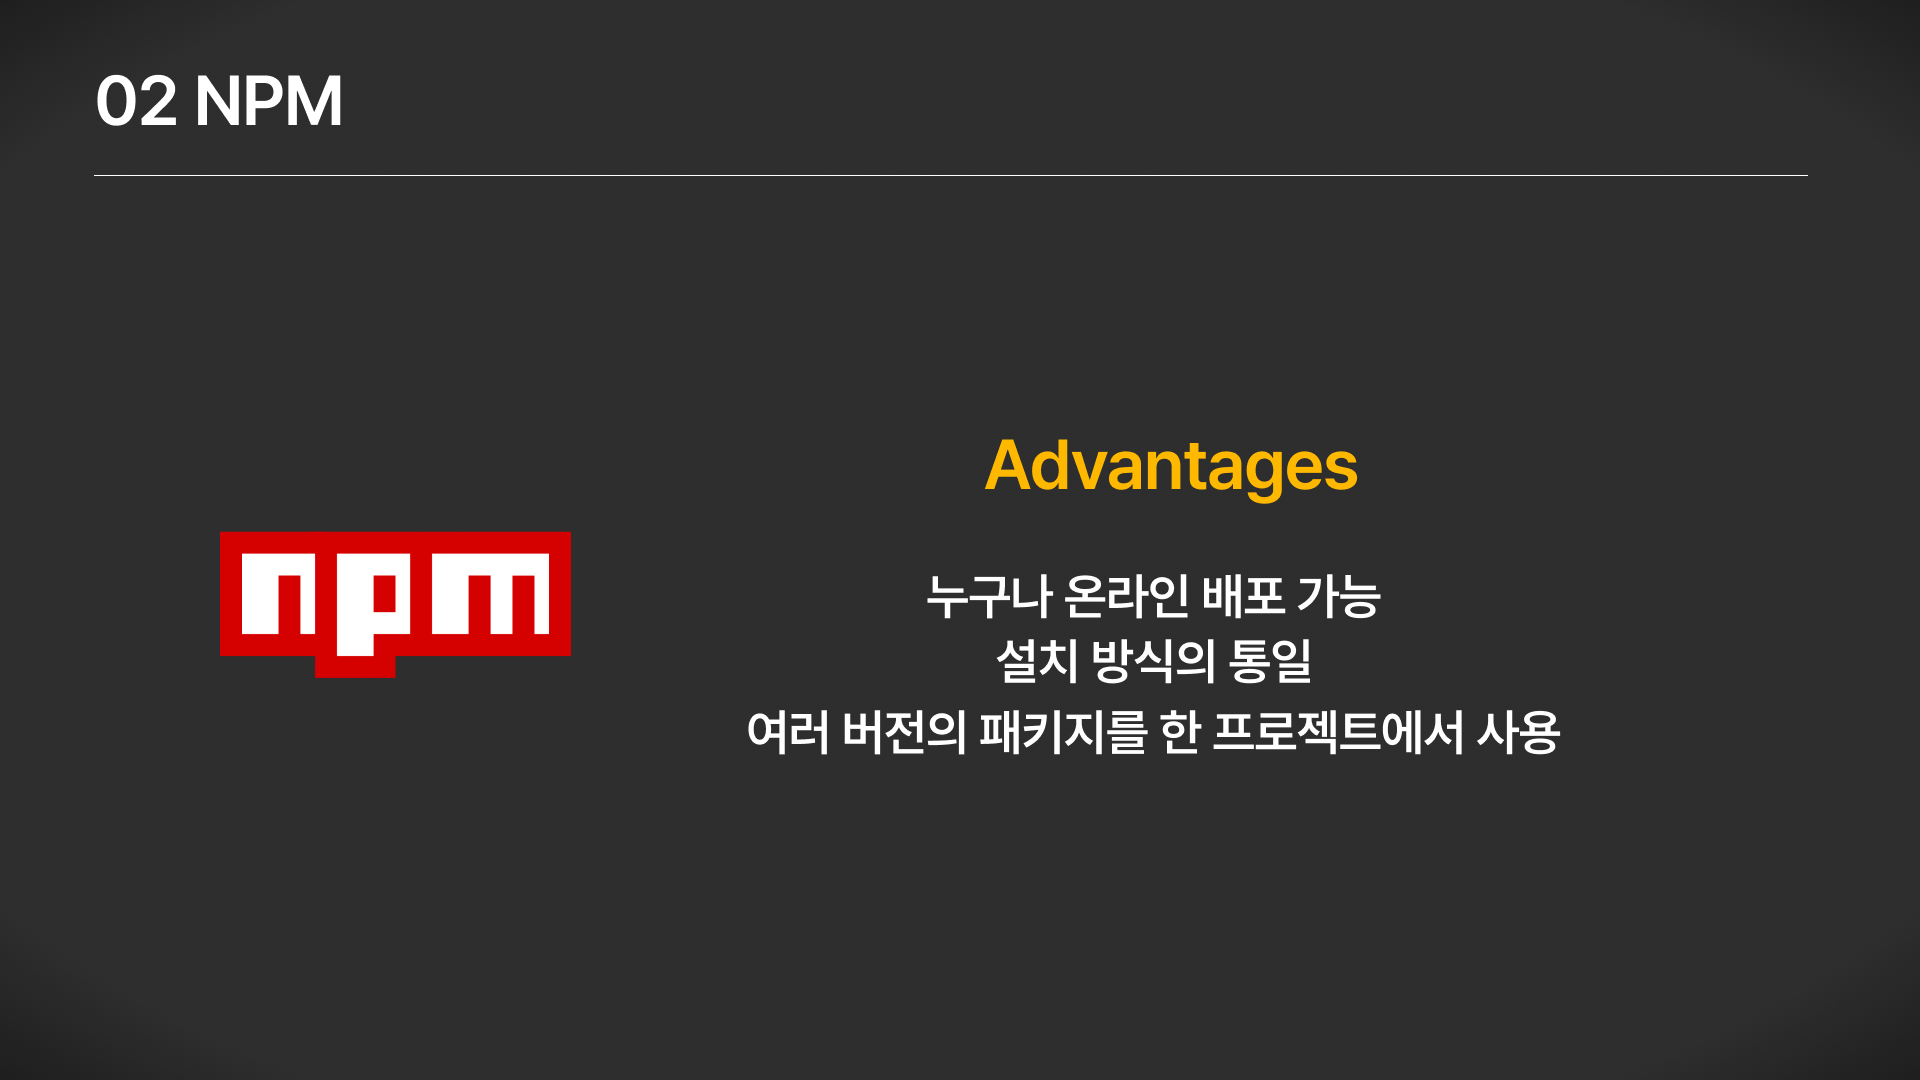 02 NPM
npm
Advantages
누구나 온라인 배포 가능
설치 방식의 통일
여러 버전의 패키지를 한 프로젝트에서 사용